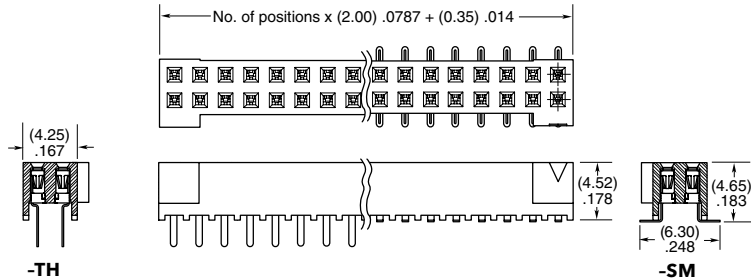 No. of positions x (2.00) .0787 + (0.35) .014
(4.25)
.167
(4.52)
.178
(4.65)
.183
(6.30)
.248
-TH
-SM